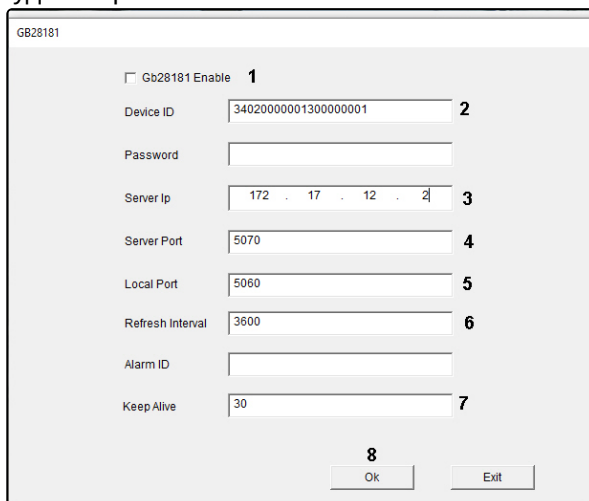 GB28181
Gb28181 Enable 1
Device ID 34020000001300000001 2
Password
Server Ip 172 . 17 . 12 . 2 3
Server Port 5070 4
Local Port 5060 5
Refresh Interval 3600 6
Alarm ID
Keep Alive 30 7
8
Ok Exit